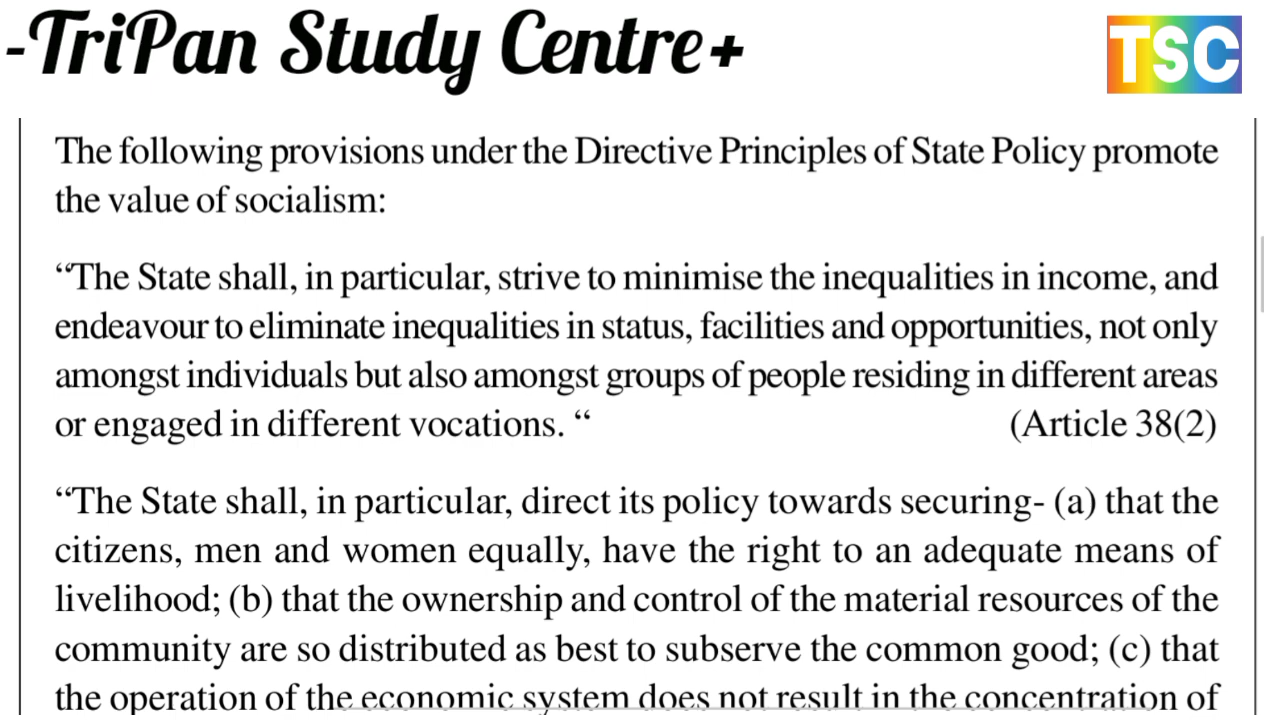 -TriPan Study Centre+
TSC
The following provisions under the Directive Principles of State Policy promote
the value of socialism:
“The State shall, in particular, strive to minimise the inequalities in income, and
endeavour to eliminate inequalities in status, facilities and opportunities, not only
amongst individuals but also amongst groups of people residing in different areas
or engaged in different vocations. “ (Article 38(2)
“The State shall, in particular, direct its policy towards securing- (a) that the
citizens, men and women equally, have the right to an adequate means of
livelihood; (b) that the ownership and control of the material resources of the
community are so distributed as best to subserve the common good; (c) that
the operation of the economic system does not result in the concentration of